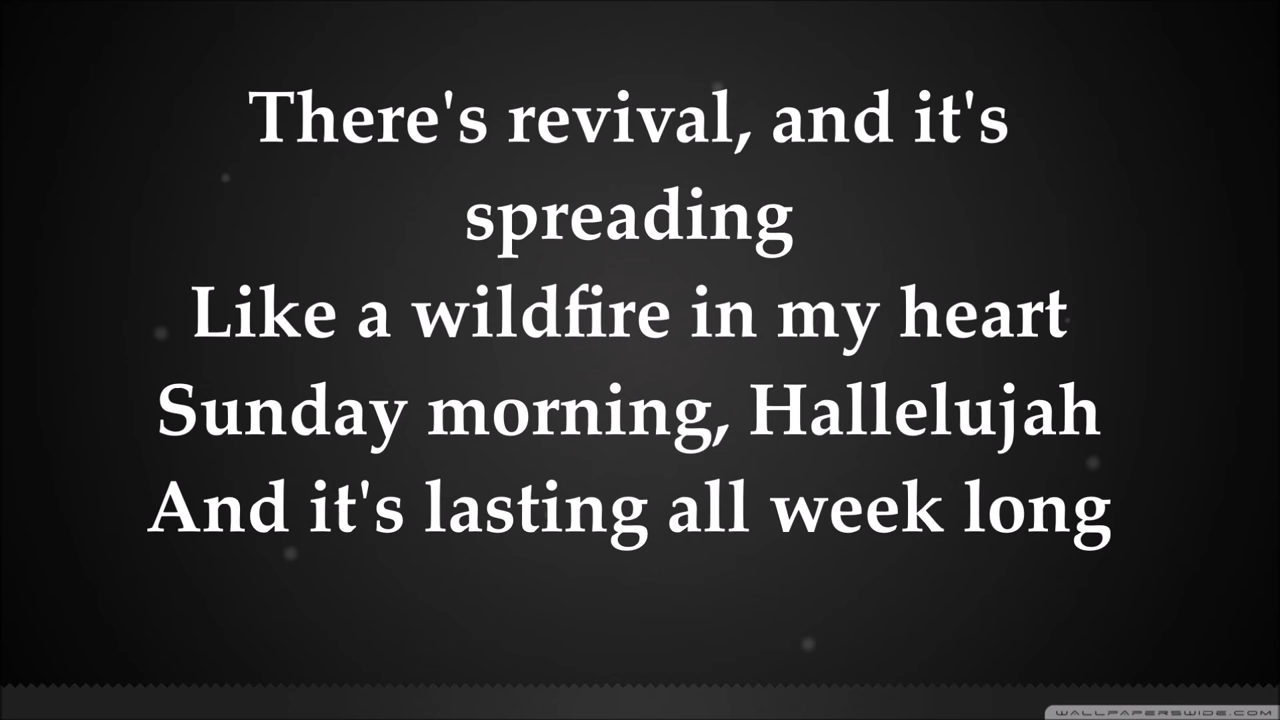 There's revival, and it's
spreading
Like a wildfire in my heart
Sunday morning, Hallelujah
And it's lasting all week long
WALLPAPERSWIDE.COM